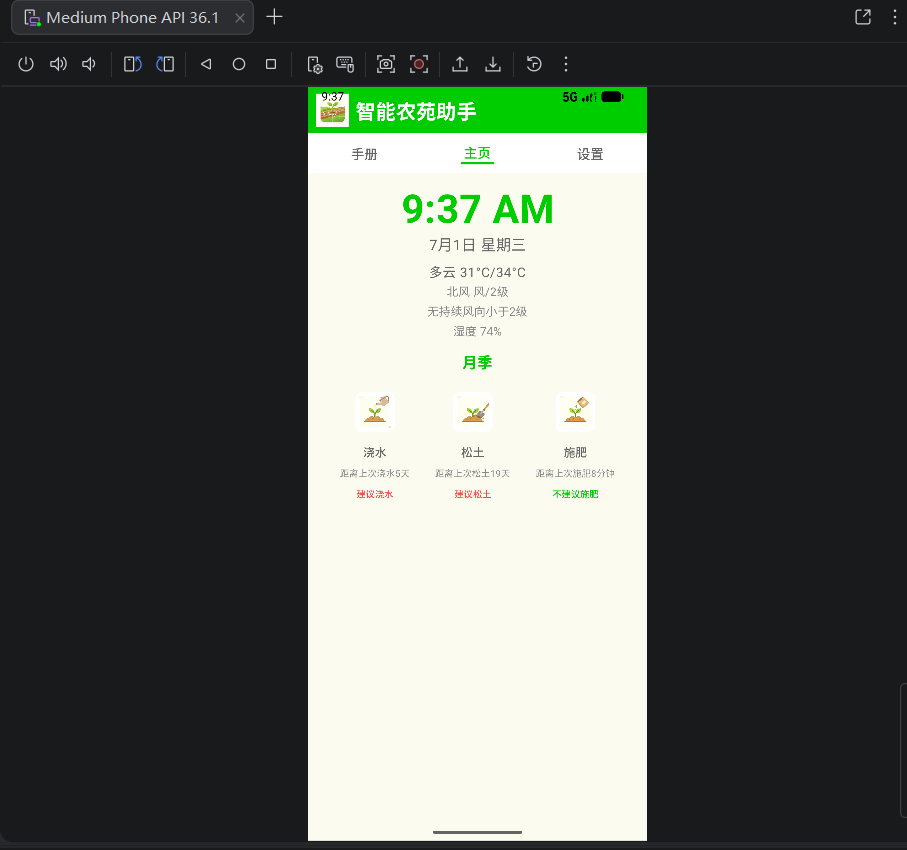 Medium Phone API 36.1
9:37
5G
智能农苑助手
手册 主页 设置
9:37 AM
7月1日 星期三
多云 31°C/34°C
北风 风/2级
无持续风向小于2级
湿度 74%
月季
浇水 松土 施肥
距离上次浇水5天 距离上次松土19天 距离上次施肥8分钟
建议浇水 建议松土 不建议施肥